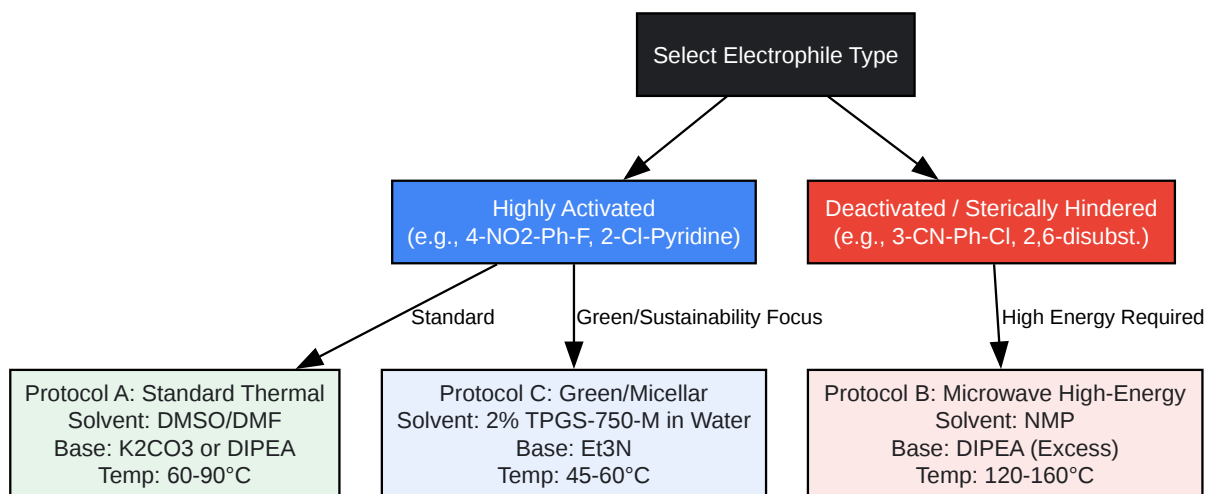 Select Electrophile Type
Highly Activated
(e.g., 4-NO2-Ph-F, 2-Cl-Pyridine)
Deactivated / Sterically Hindered
(e.g., 3-CN-Ph-Cl, 2,6-disubst.)
Standard
Green/Sustainability Focus
High Energy Required
Protocol A: Standard Thermal
Solvent: DMSO/DMF
Base: K2CO3 or DIPEA
Temp: 60-90°C
Protocol C: Green/Micellar
Solvent: 2% TPGS-750-M in Water
Base: Et3N
Temp: 45-60°C
Protocol B: Microwave High-Energy
Solvent: NMP
Base: DIPEA (Excess)
Temp: 120-160°C